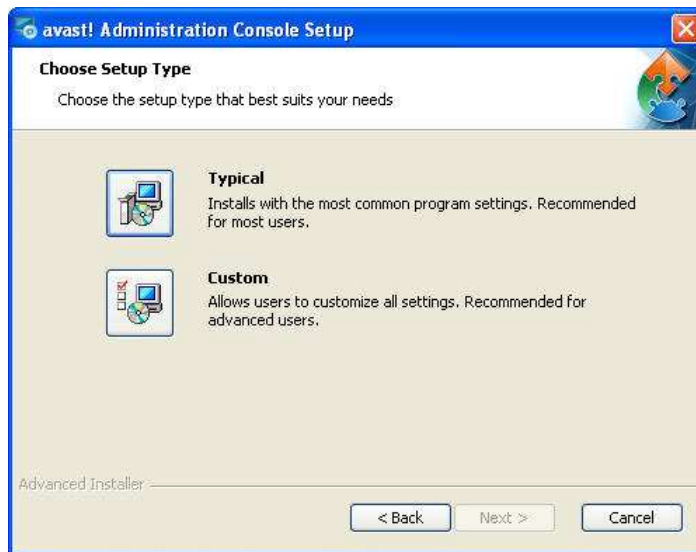 avast! Administration Console Setup
Choose Setup Type
Choose the setup type that best suits your needs
Typical
Installs with the most common program settings. Recommended
for most users.
Custom
Allows users to customize all settings. Recommended for
advanced users.
Advanced Installer
< Back
Next >
Cancel